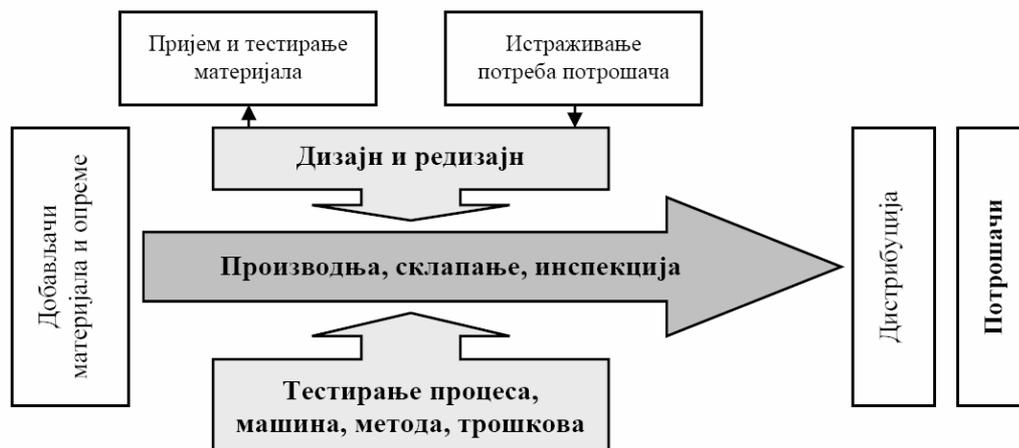 Пријем и тестирање
материјала
Истраживање
потреба потрошача
Дизајн и редизајн
Добављачи
материјала и опреме
Производња, склапање, инспекција
Дистрибуција
Потрошачи
Тестирање процеса,
машина, метода, трошкова